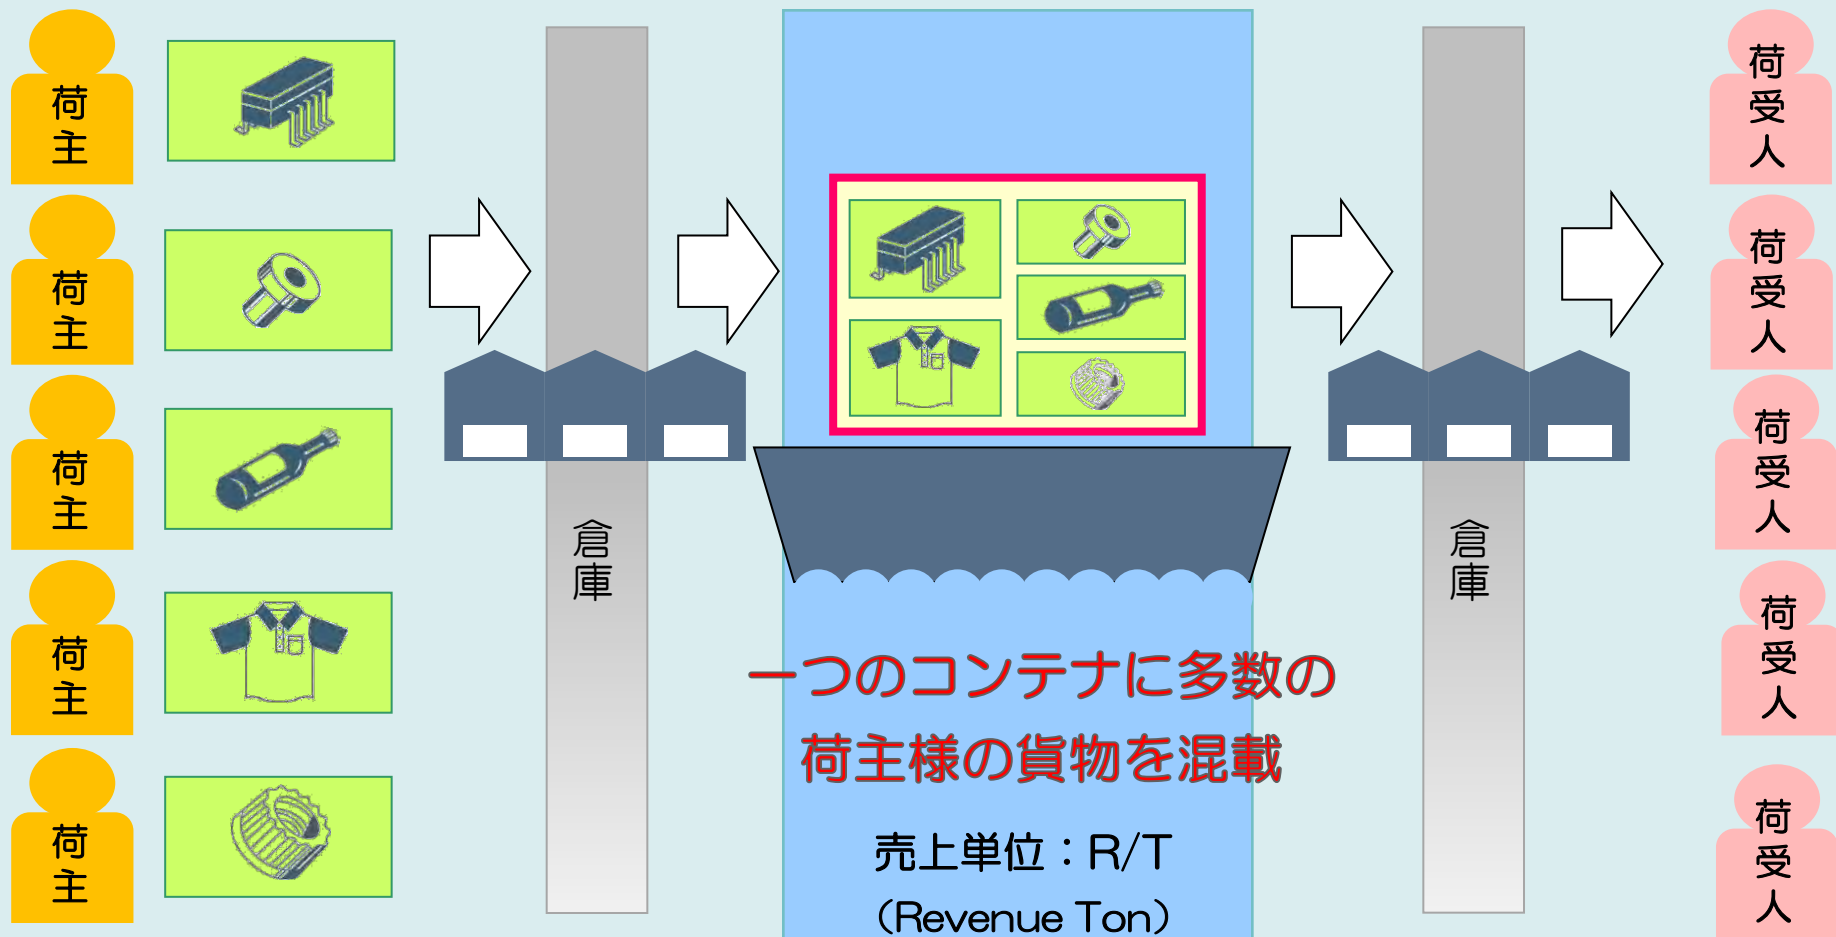 荷主
荷主
荷主
荷主
荷主
倉庫
一つのコンテナに多数の
荷主様の貨物を混載
売上単位：R/T
（Revenue Ton）
倉庫
荷受人
荷受人
荷受人
荷受人
荷受人